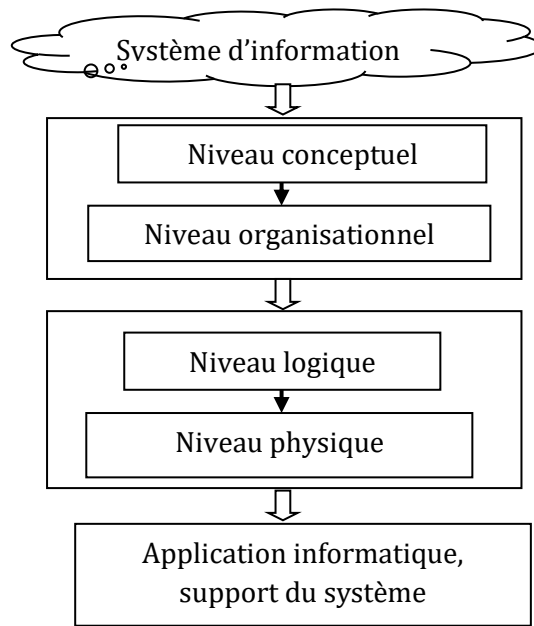 Système d'information
Niveau conceptuel
Niveau organisationnel
Niveau logique
Niveau physique
Application informatique,
support du système